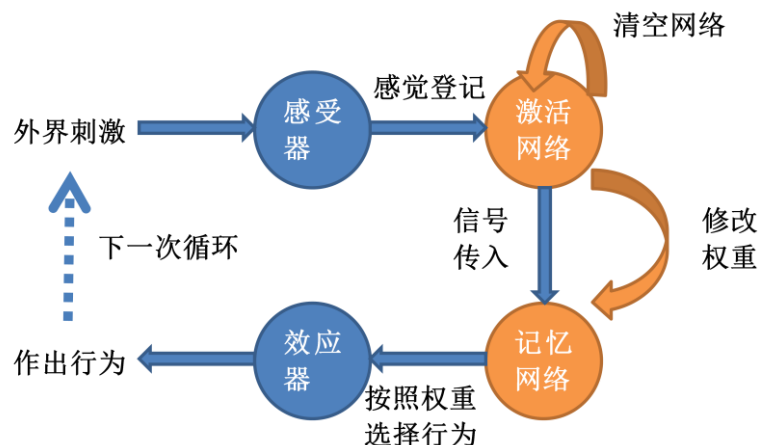 清空网络
感觉登记
外界刺激
感受
器
激活
网络
信号
传入
修改
权重
下一次循环
作出行为
效应
器
记忆
网络
按照权重
选择行为